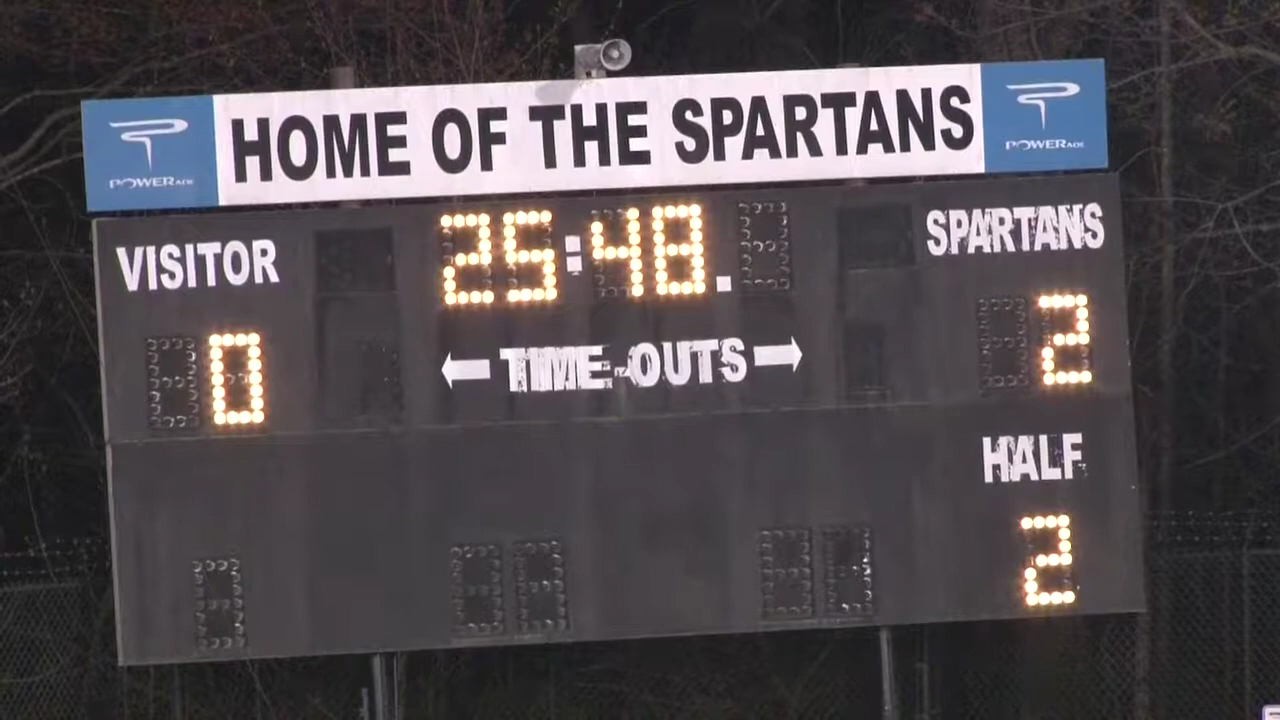 HOME OF THE SPARTANS
POWERADE
POWERADE
25:48.
VISITOR
SPARTANS
0
2
← TIME-OUTS →
HALF
2